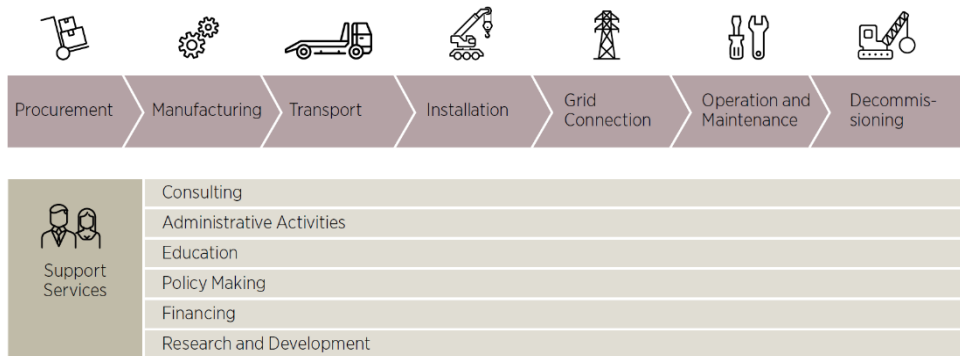 Procurement
Manufacturing
Transport
Installation
Grid
Connection
Operation and
Maintenance
Decommis-
sioning
Support
Services
Consulting
Administrative Activities
Education
Policy Making
Financing
Research and Development